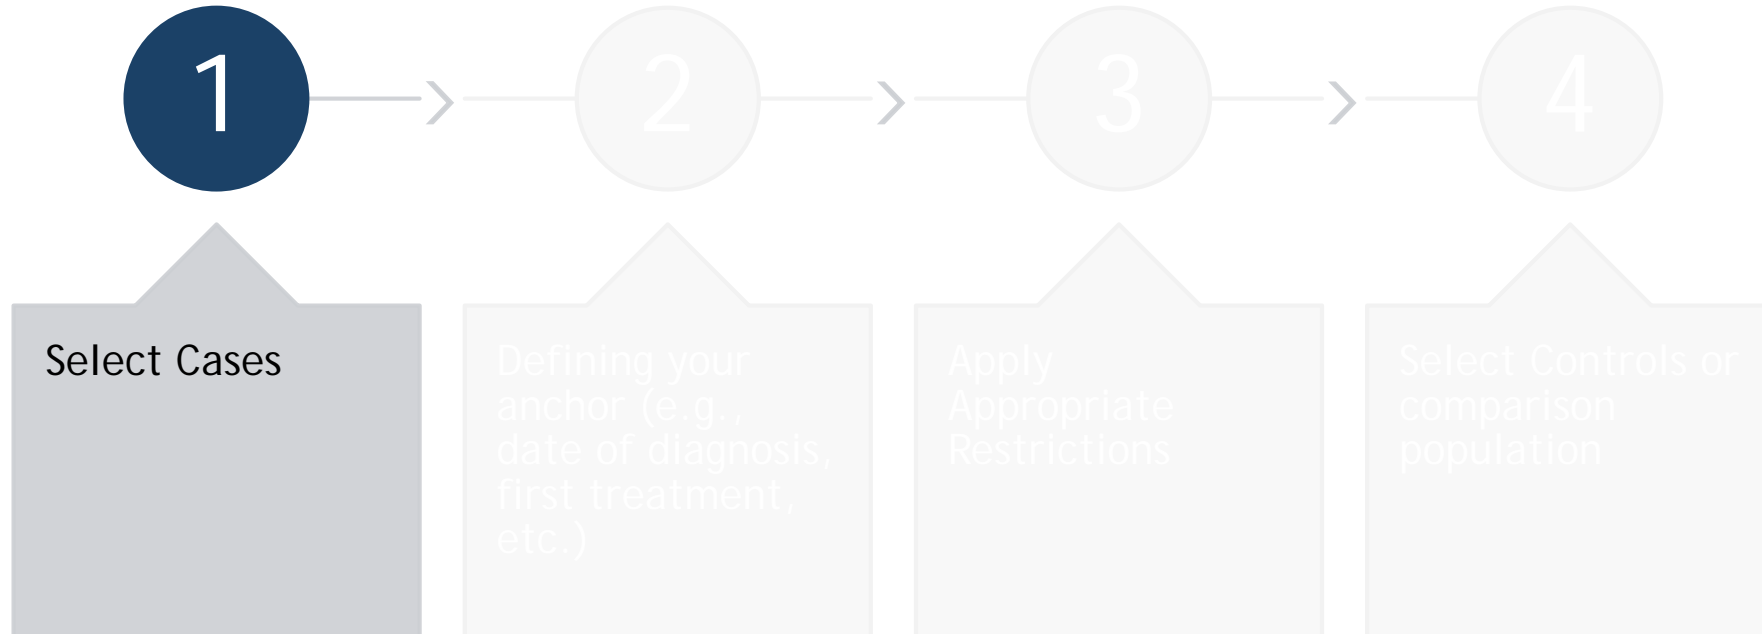 1
2
3
4
Select Cases
Defining your
anchor (e.g.,
date of diagnosis,
first treatment,
etc.)
Apply
Appropriate
Restrictions
Select Controls or
comparison
population